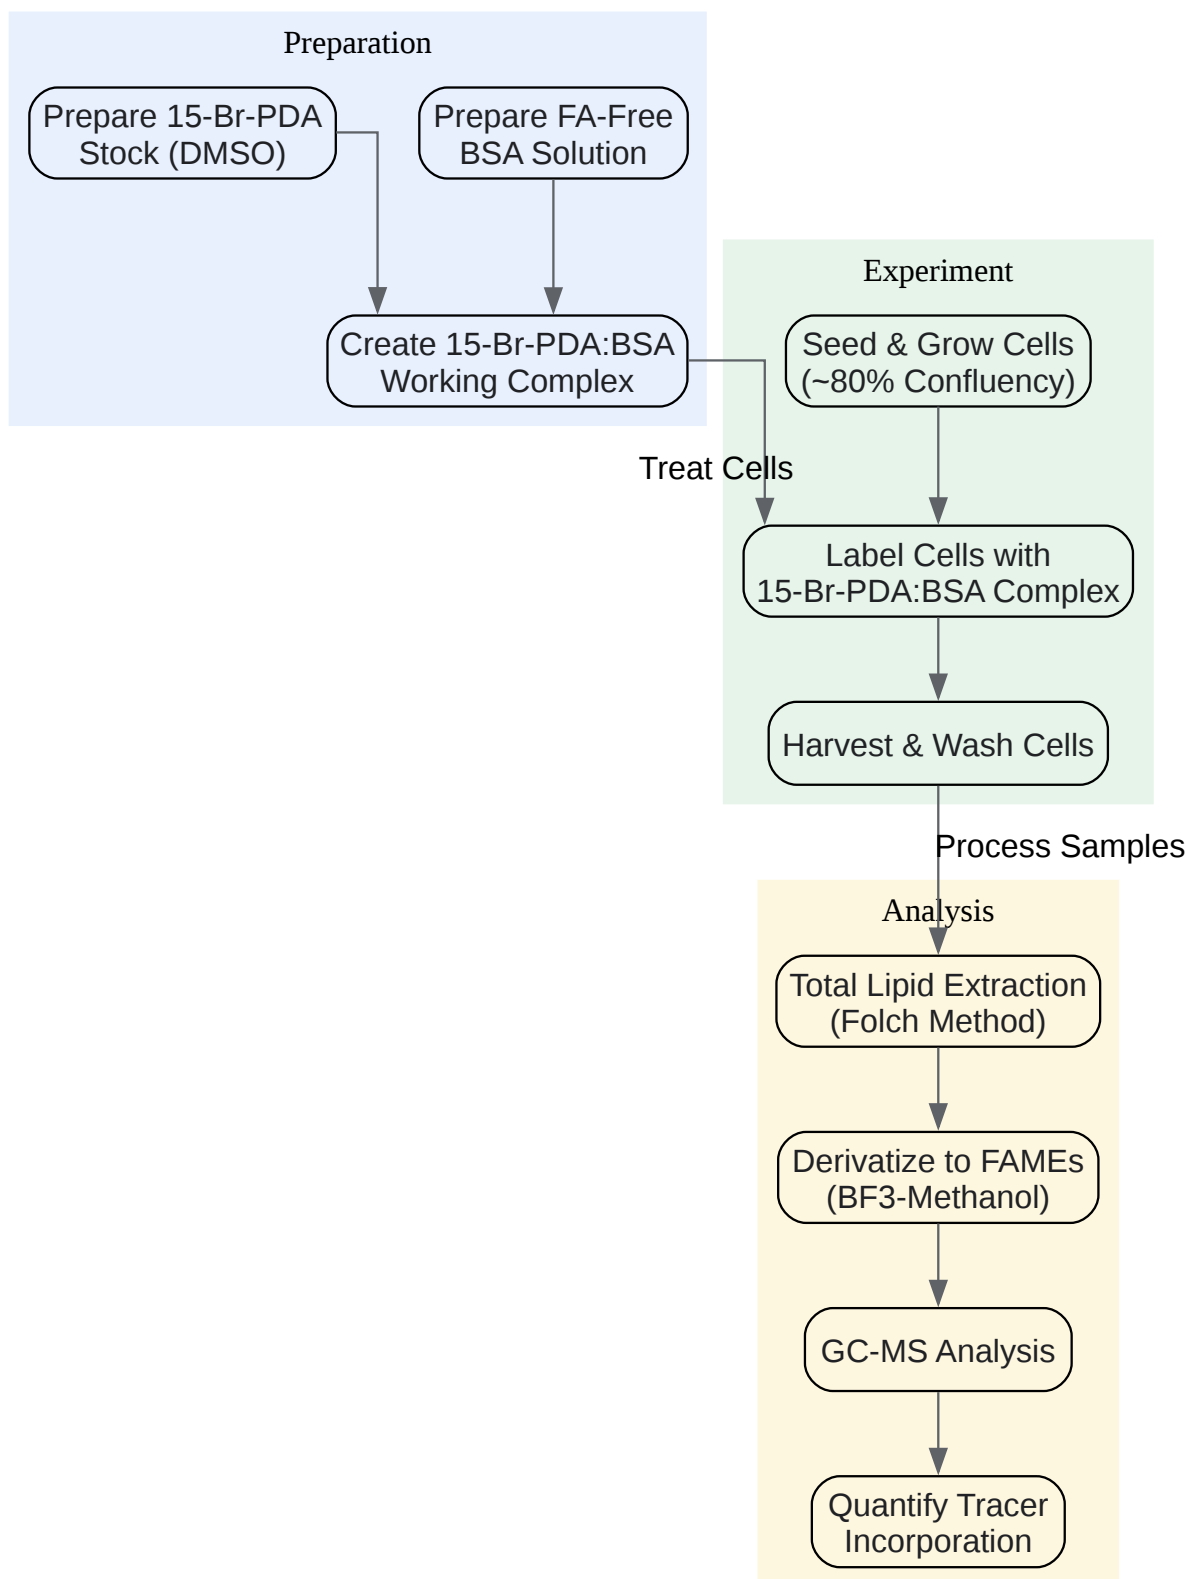 Preparation
Prepare 15-Br-PDA
Stock (DMSO)
Prepare FA-Free
BSA Solution
Create 15-Br-PDA:BSA
Working Complex
Experiment
Seed & Grow Cells
(~80% Confluency)
Treat Cells
Label Cells with
15-Br-PDA:BSA Complex
Harvest & Wash Cells
Process Samples
Analysis
Total Lipid Extraction
(Folch Method)
Derivatize to FAMEs
(BF3-Methanol)
GC-MS Analysis
Quantify Tracer
Incorporation